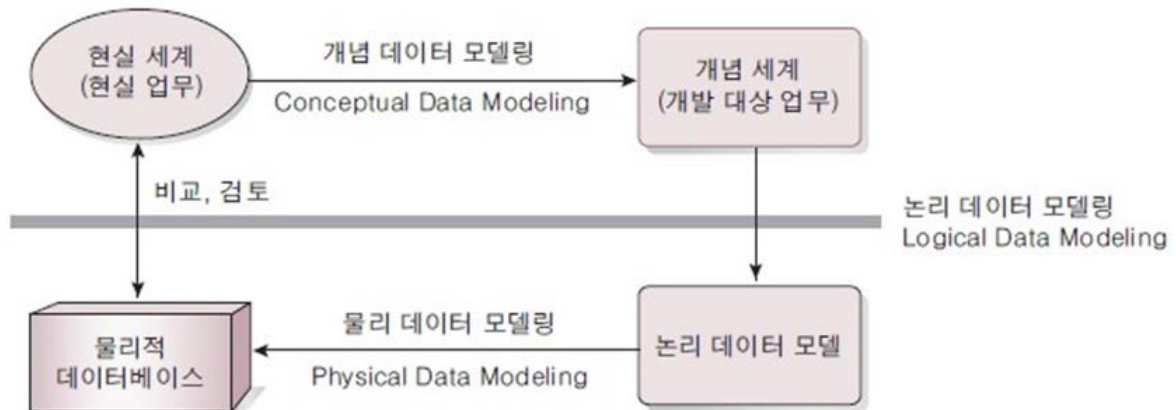 현실 세계
(현실 업무)
개념 데이터 모델링
Conceptual Data Modeling
개념 세계
(개발 대상 업무)
비교, 검토
논리 데이터 모델링
Logical Data Modeling
물리적
데이터베이스
물리 데이터 모델링
Physical Data Modeling
논리 데이터 모델